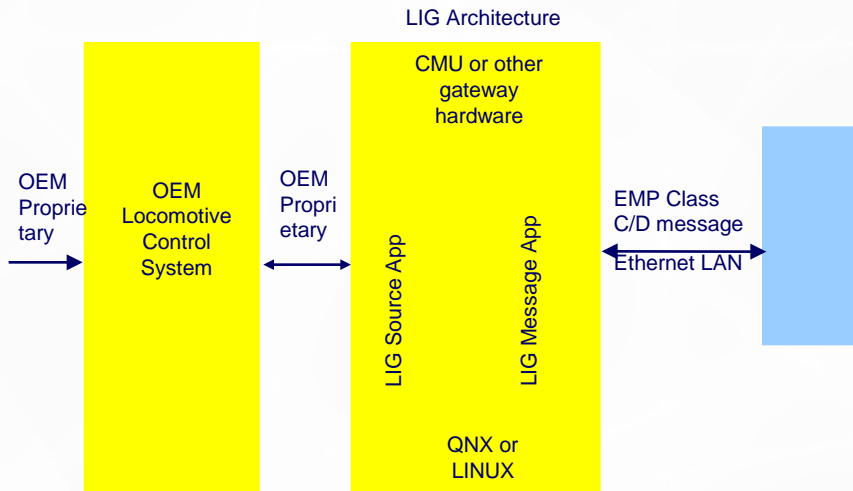 LIG Architecture
OEM
Proprie
tary
OEM
Locomotive
Control
System
OEM
Propri
etary
CMU or other
gateway
hardware
LIG Source App
LIG Message App
QNX or
LINUX
EMP Class
C/D message
Ethernet LAN